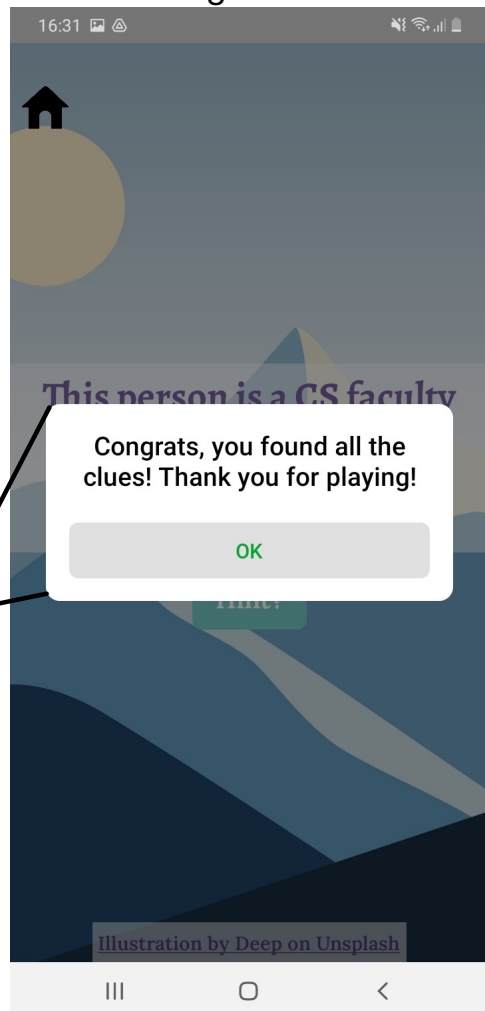 16:31
This person is a CS faculty
Congrats, you found all the
clues! Thank you for playing!
OK
Illustration by Deep on Unsplash